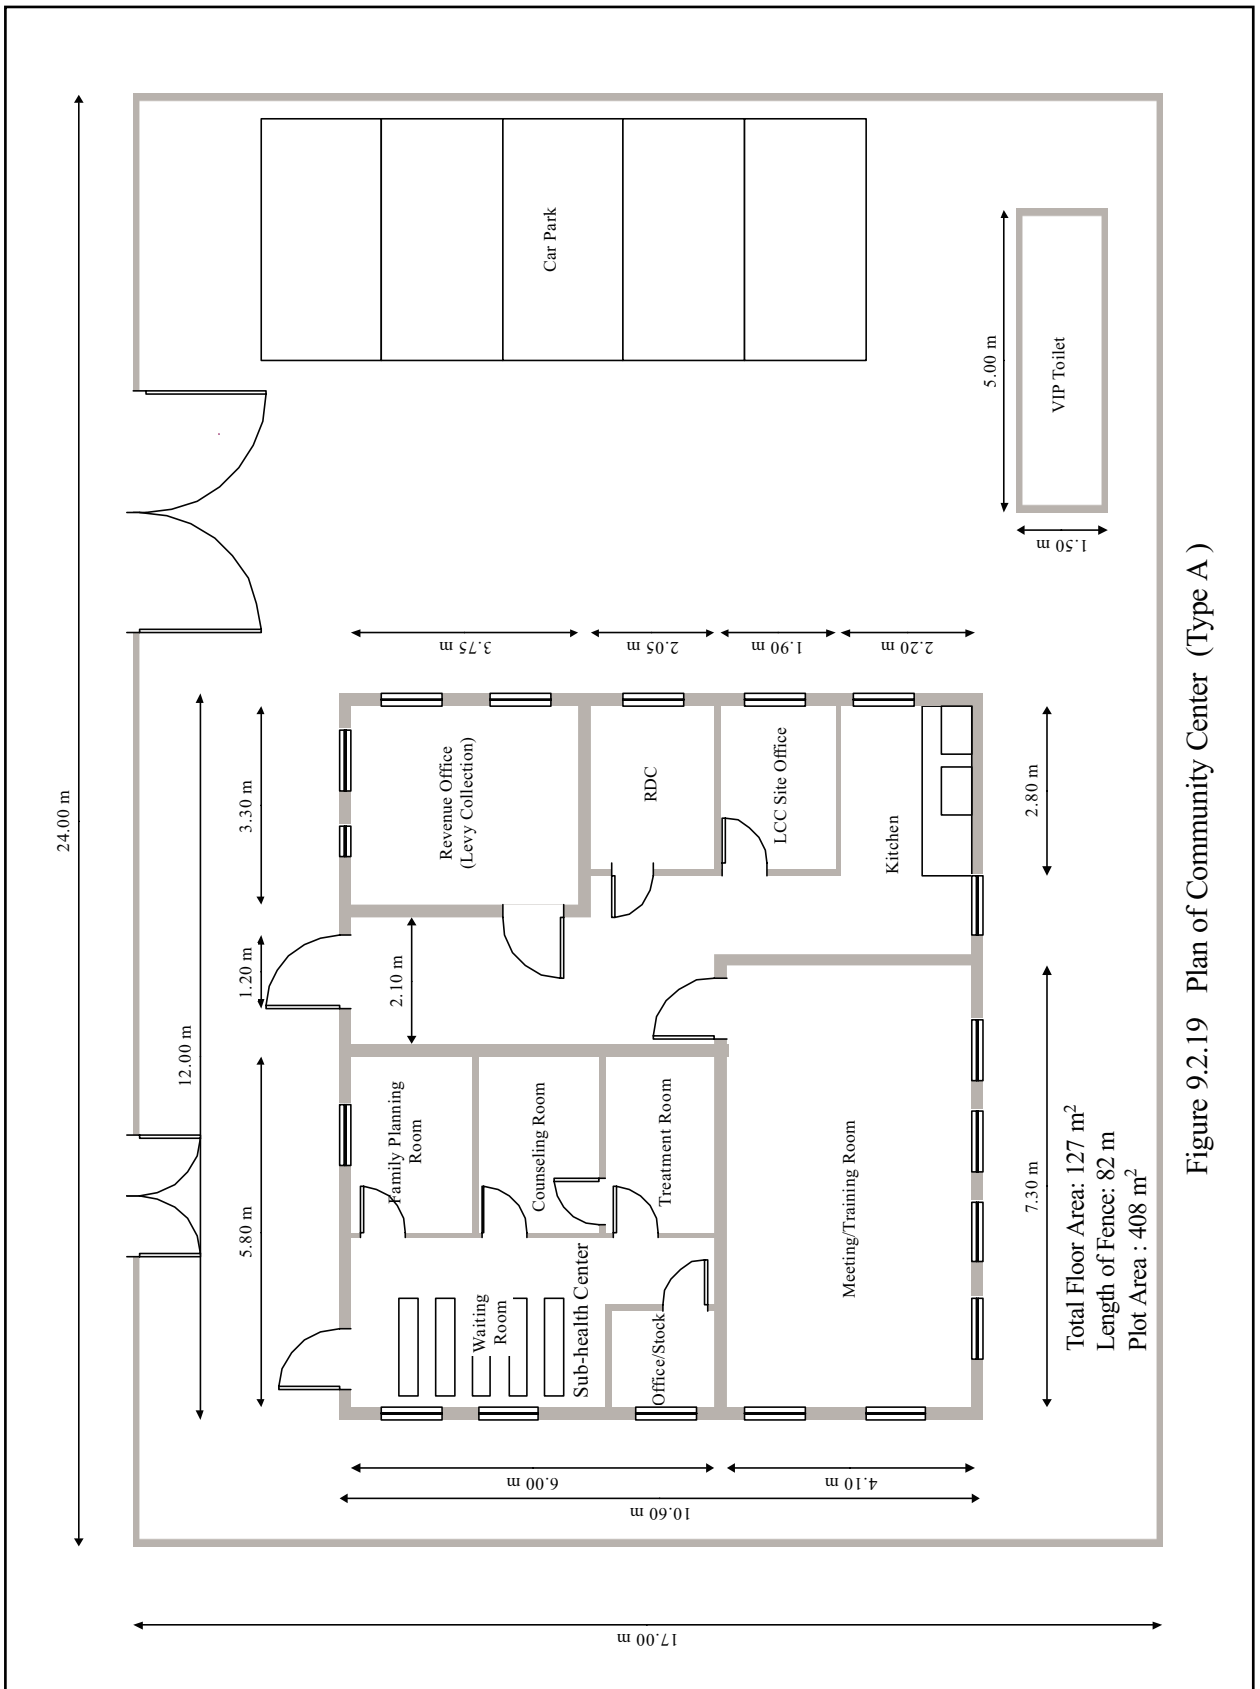 24.00 m
12.00 m
5.80 m
1.20 m
3.30 m
2.10 m
Car Park
5.00 m
VIP Toilet
1.50 m
3.75 m
2.05 m
1.90 m
2.20 m
Revenue Office
(Levy Collection)
RDC
LCC Site Office
Kitchen
2.80 m
Family Planning
Room
Counseling Room
Treatment Room
Waiting
Room
Sub-health Center
Office/Stock
Meeting/Training Room
7.30 m
6.00 m
4.10 m
10.60 m
17.00 m
Total Floor Area: 127 m²
Length of Fence: 82 m
Plot Area : 408 m²
Figure 9.2.19 Plan of Community Center (Type A )